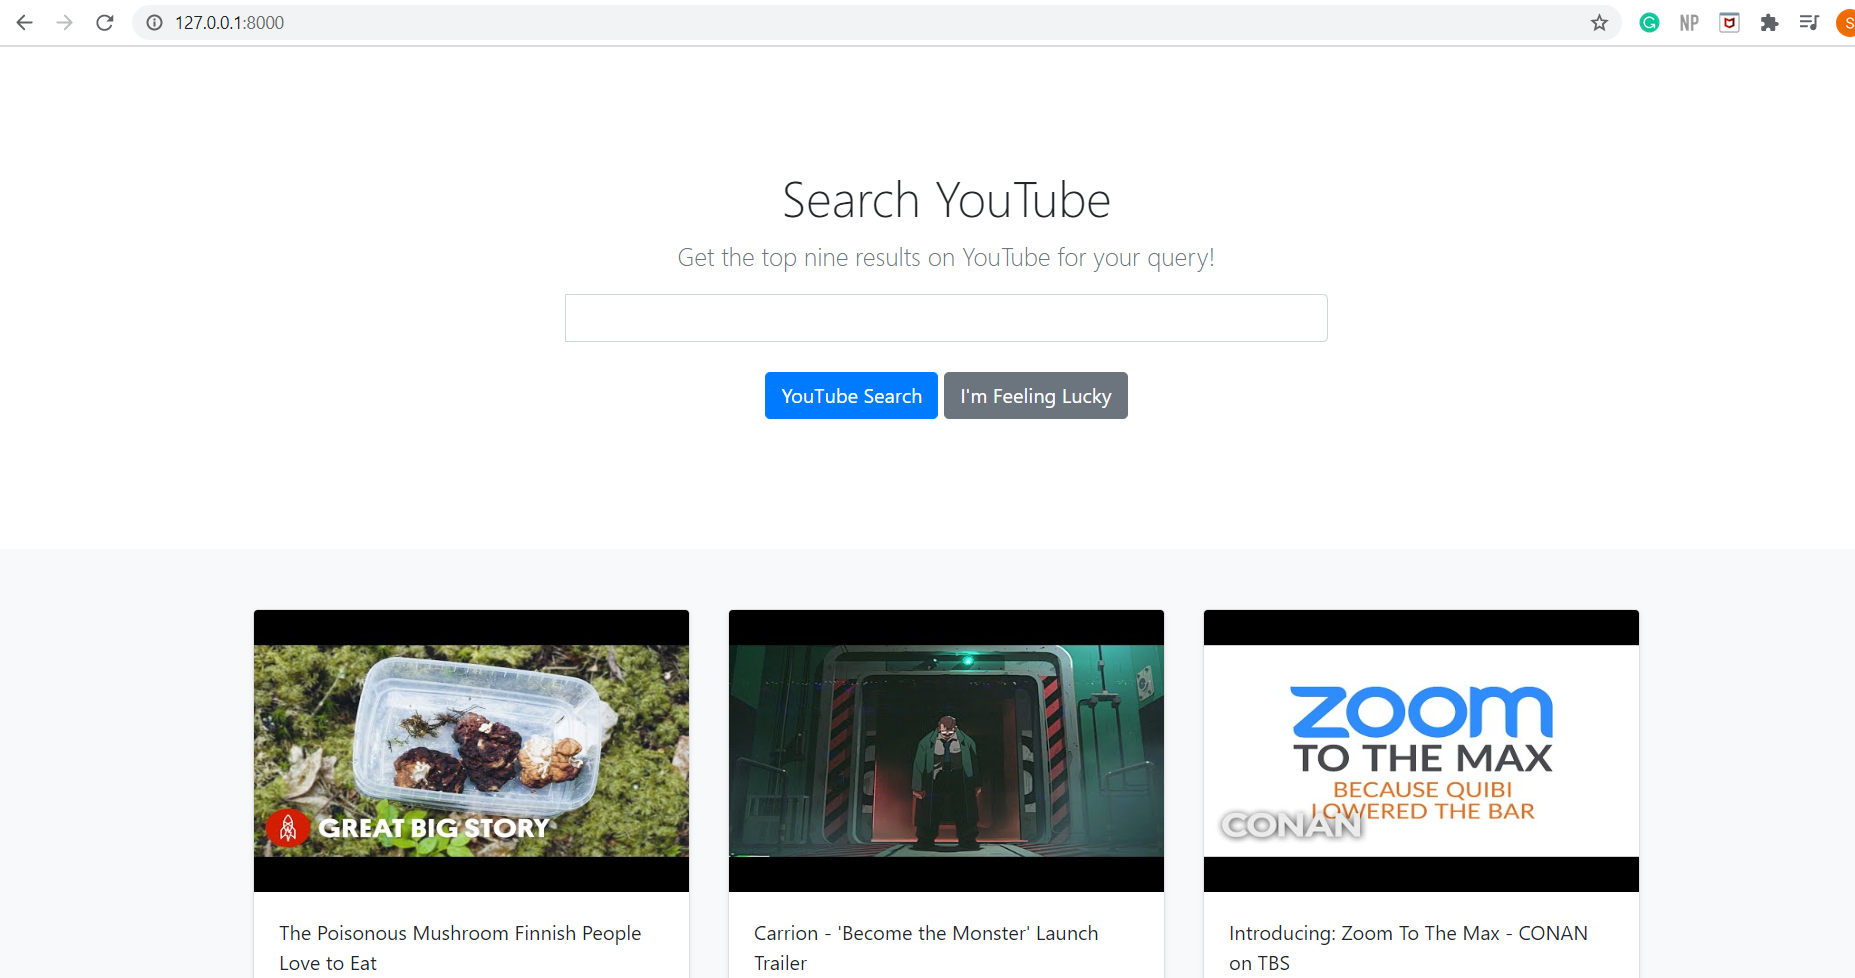 127.0.0.1:8000
NP
S
Search YouTube
Get the top nine results on YouTube for your query!
YouTube Search
I'm Feeling Lucky
GREAT BIG STORY
zoom
TO THE MAX
BECAUSE QUIBI
LOWERED THE BAR
CONAN
The Poisonous Mushroom Finnish People
Love to Eat
Carrion - 'Become the Monster' Launch
Trailer
Introducing: Zoom To The Max - CONAN
on TBS